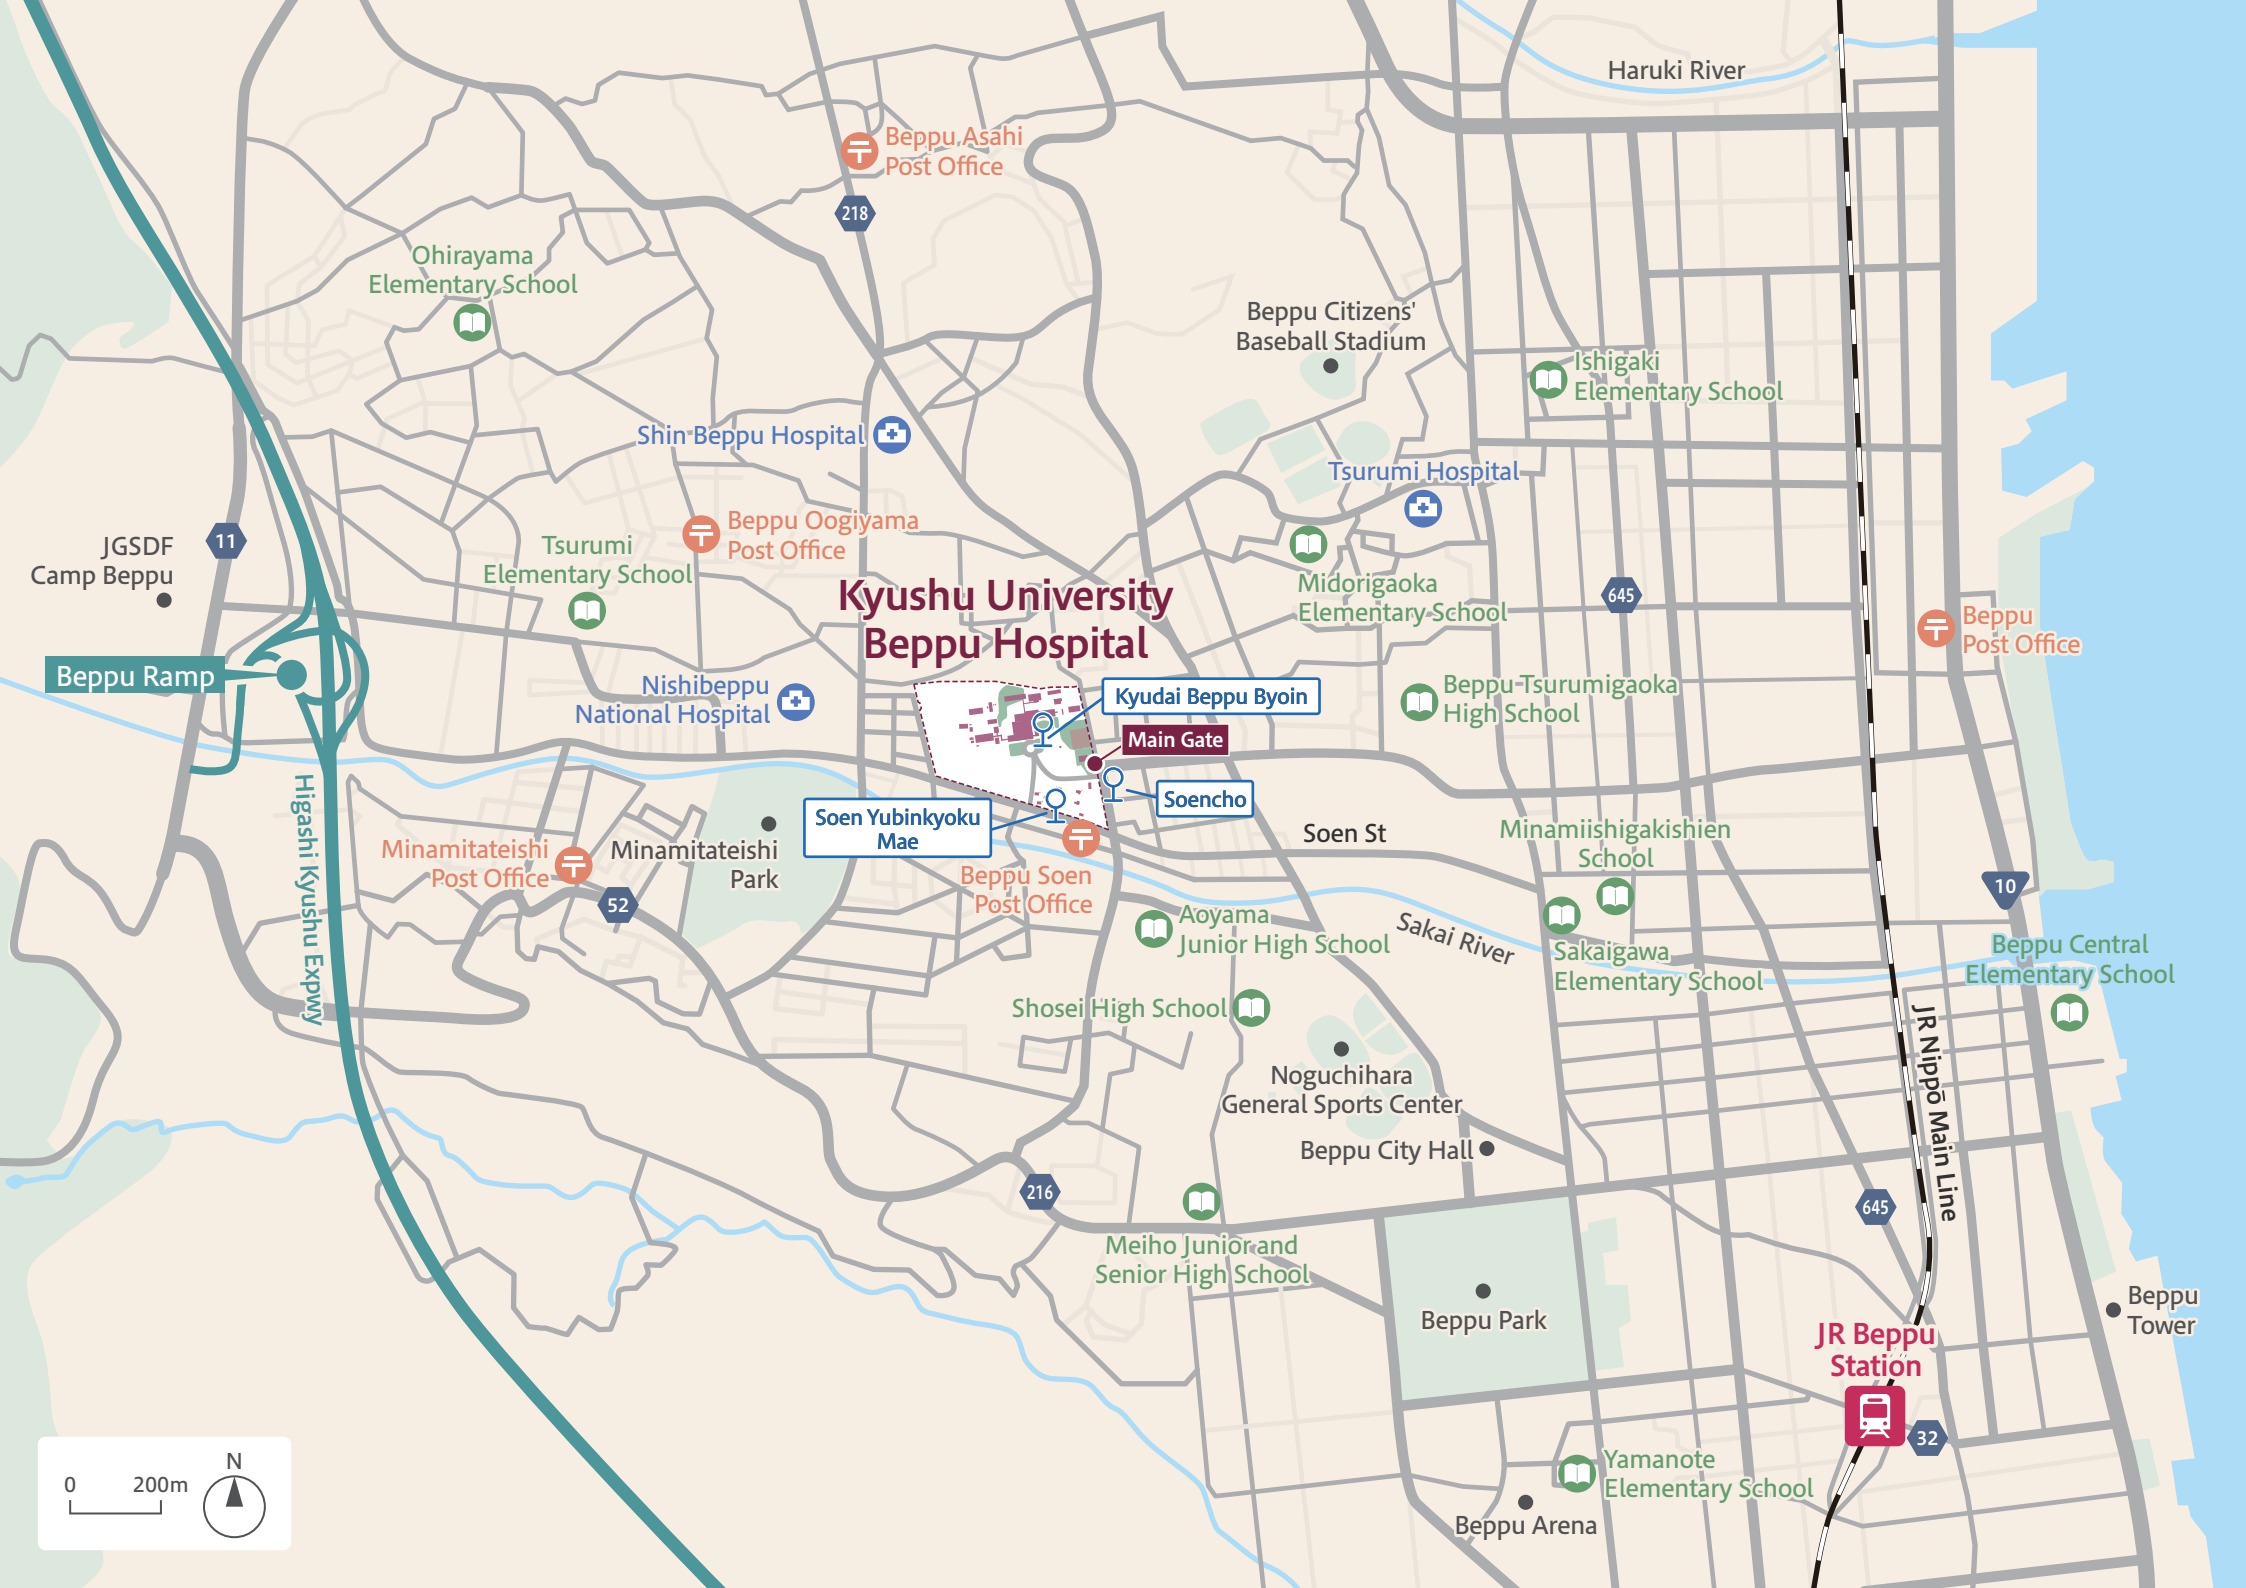 Haruki River
Beppu Asahi
Post Office
218
Ohirayama
Elementary School
Beppu Citizens'
Baseball Stadium
Ishigaki
Elementary School
Shin Beppu Hospital
Tsurumi Hospital
11
JGSDF
Camp Beppu
Beppu Oogiyama
Post Office
Tsurumi
Elementary School
Midorigaoka
Elementary School
645
Kyushu University
Beppu Hospital
Beppu
Post Office
Beppu Ramp
Nishibeppu
National Hospital
Kyudai Beppu Byoin
Main Gate
Beppu Tsurumigaoka
High School
Soencho
Soen Yubinkyoku
Mae
Higashi Kyushu Expwy
Minamitateishi
Post Office
Minamitateishi
Park
52
Soen St
Minamiishigakishien
School
10
Beppu Soen
Post Office
Aoyama
Junior High School
Sakai River
Sakaigawa
Elementary School
Beppu Central
Elementary School
Shosei High School
JR Nippō Main Line
Noguchihara
General Sports Center
Beppu City Hall
216
645
Meiho Junior and
Senior High School
Beppu Park
Beppu
Tower
JR Beppu
Station
32
Yamanote
Elementary School
Beppu Arena
0
200m
N